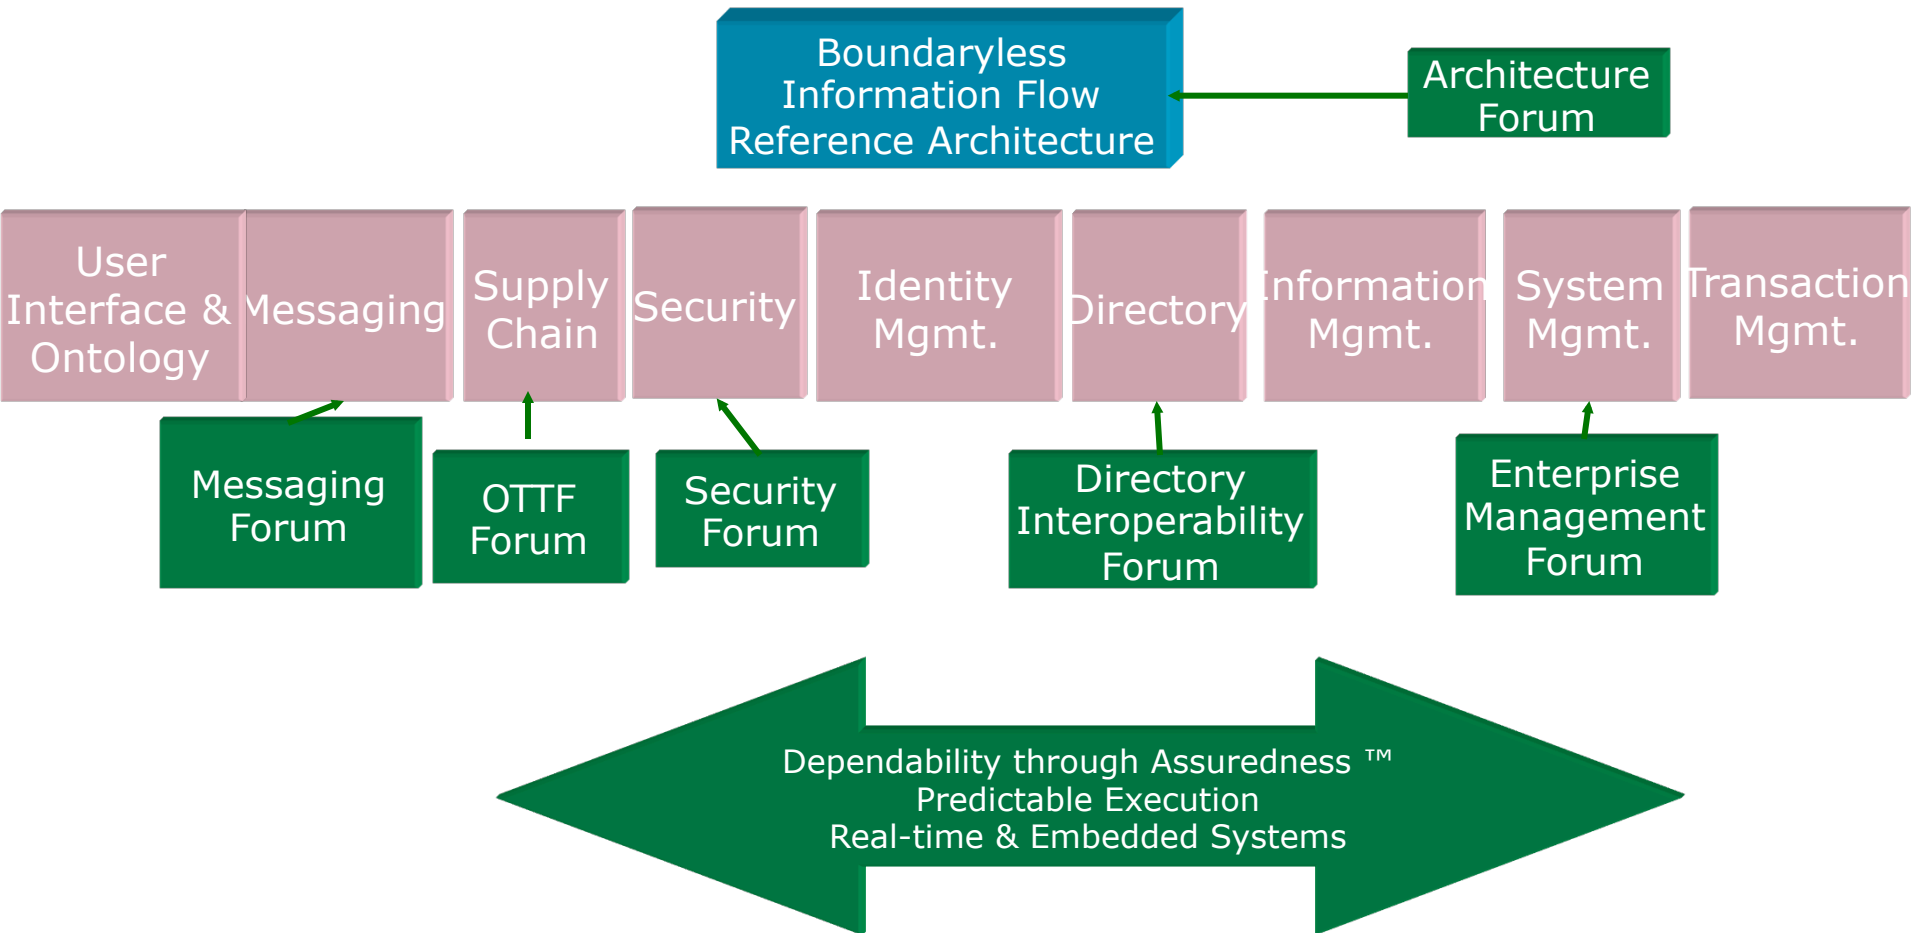 Boundaryless
Information Flow
Reference Architecture
Architecture
Forum
User
Interface &
Ontology
Messaging
Supply
Chain
Security
Identity
Mgmt.
Directory
Information
Mgmt.
System
Mgmt.
Transaction
Mgmt.
Messaging
Forum
OTTF
Forum
Security
Forum
Directory
Interoperability
Forum
Enterprise
Management
Forum
Dependability through Assuredness ™
Predictable Execution
Real-time & Embedded Systems